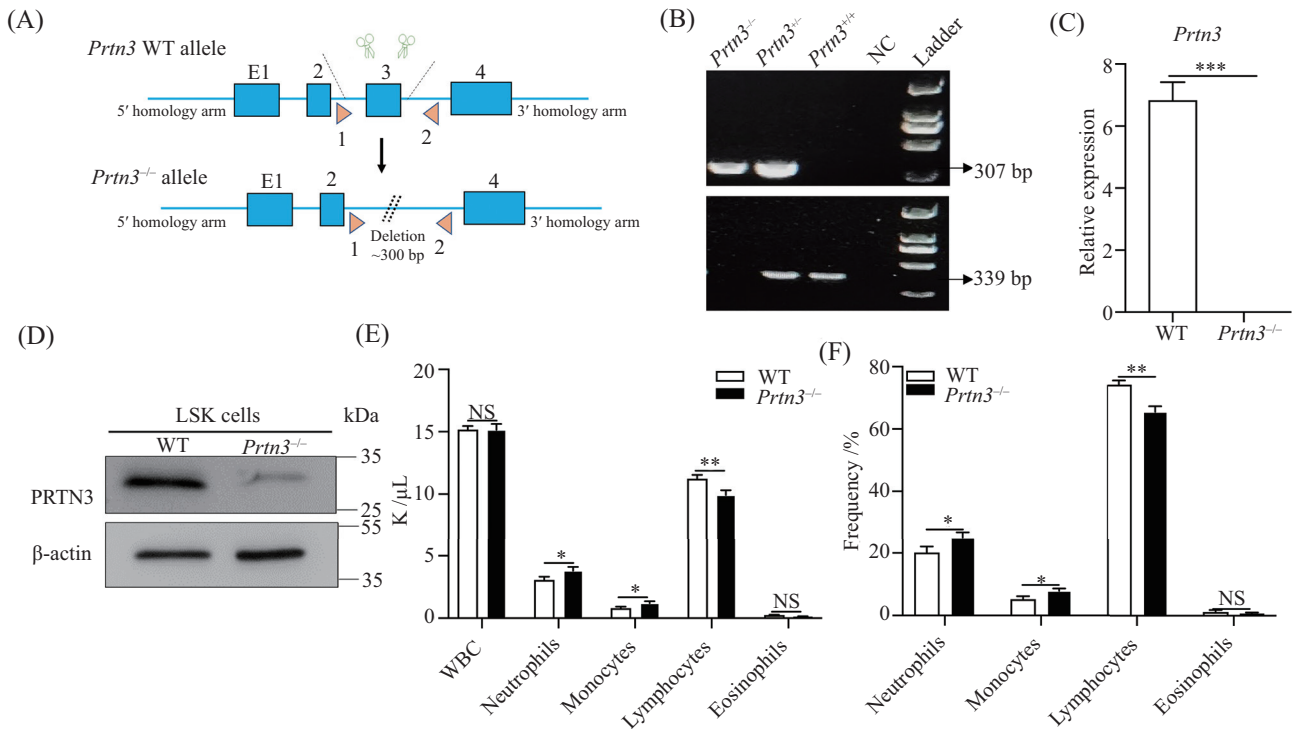 (A)
Prtn3 WT allele
E1 2 3 4
5′ homology arm 3′ homology arm
1 2
Prtn3–/– allele
E1 2 4
5′ homology arm 3′ homology arm
1 Deletion 2
~300 bp
(B)
Prtn3–/– Prtn3+/– Prtn3+/+ NC Ladder
307 bp
339 bp
(C)
Prtn3
***
Relative expression
8
6
4
2
0
WT Prtn3–/–
(D)
LSK cells kDa
WT Prtn3–/–
35
PRTN3
25
55
β-actin
35
(E)
WT
Prtn3–/–
K /μL
20
15
10
5
0
NS * * ** NS
WBC Neutrophils Monocytes Lymphocytes Eosinophils
(F)
WT
Prtn3–/–
Frequency /%
80
60
40
20
0
* * ** NS
Neutrophils Monocytes Lymphocytes Eosinophils